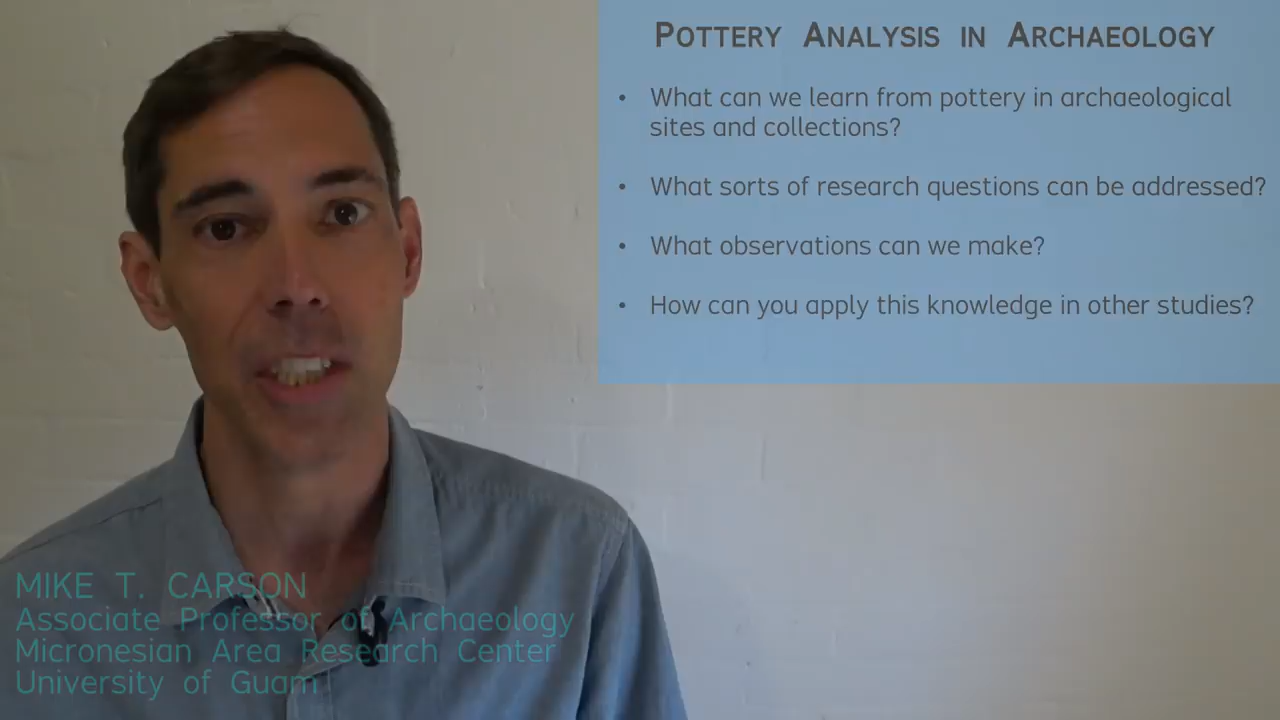 POTTERY ANALYSIS IN ARCHAEOLOGY
• What can we learn from pottery in archaeological
sites and collections?
• What sorts of research questions can be addressed?
• What observations can we make?
• How can you apply this knowledge in other studies?
MIKE T. CARSON
Associate Professor of Archaeology
Micronesian Area Research Center
University of Guam